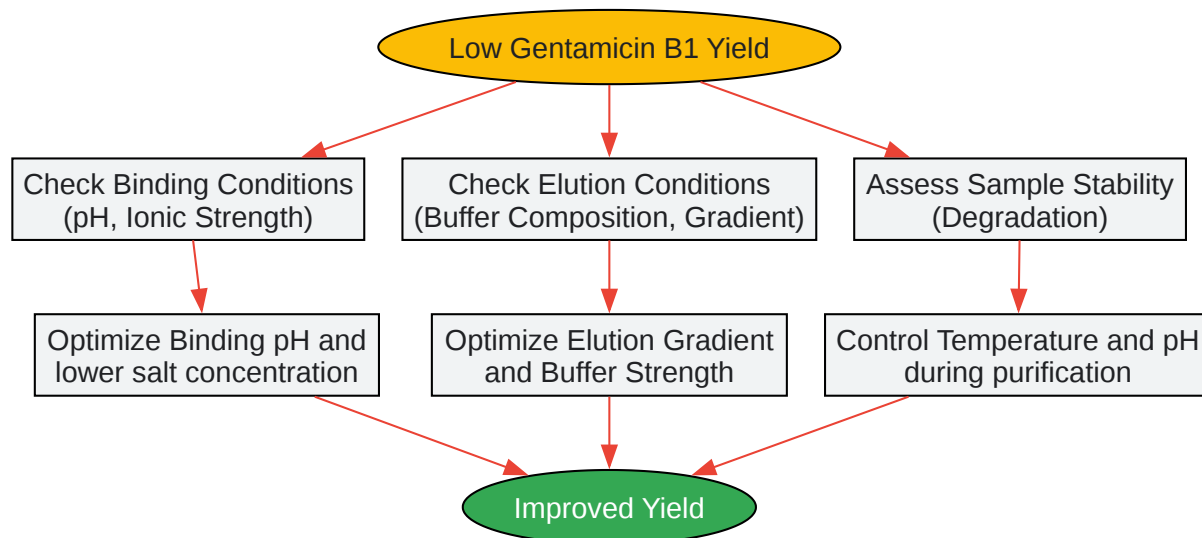 Low Gentamicin B1 Yield
Check Binding Conditions
(pH, Ionic Strength)
Check Elution Conditions
(Buffer Composition, Gradient)
Assess Sample Stability
(Degradation)
Optimize Binding pH and
lower salt concentration
Optimize Elution Gradient
and Buffer Strength
Control Temperature and pH
during purification
Improved Yield